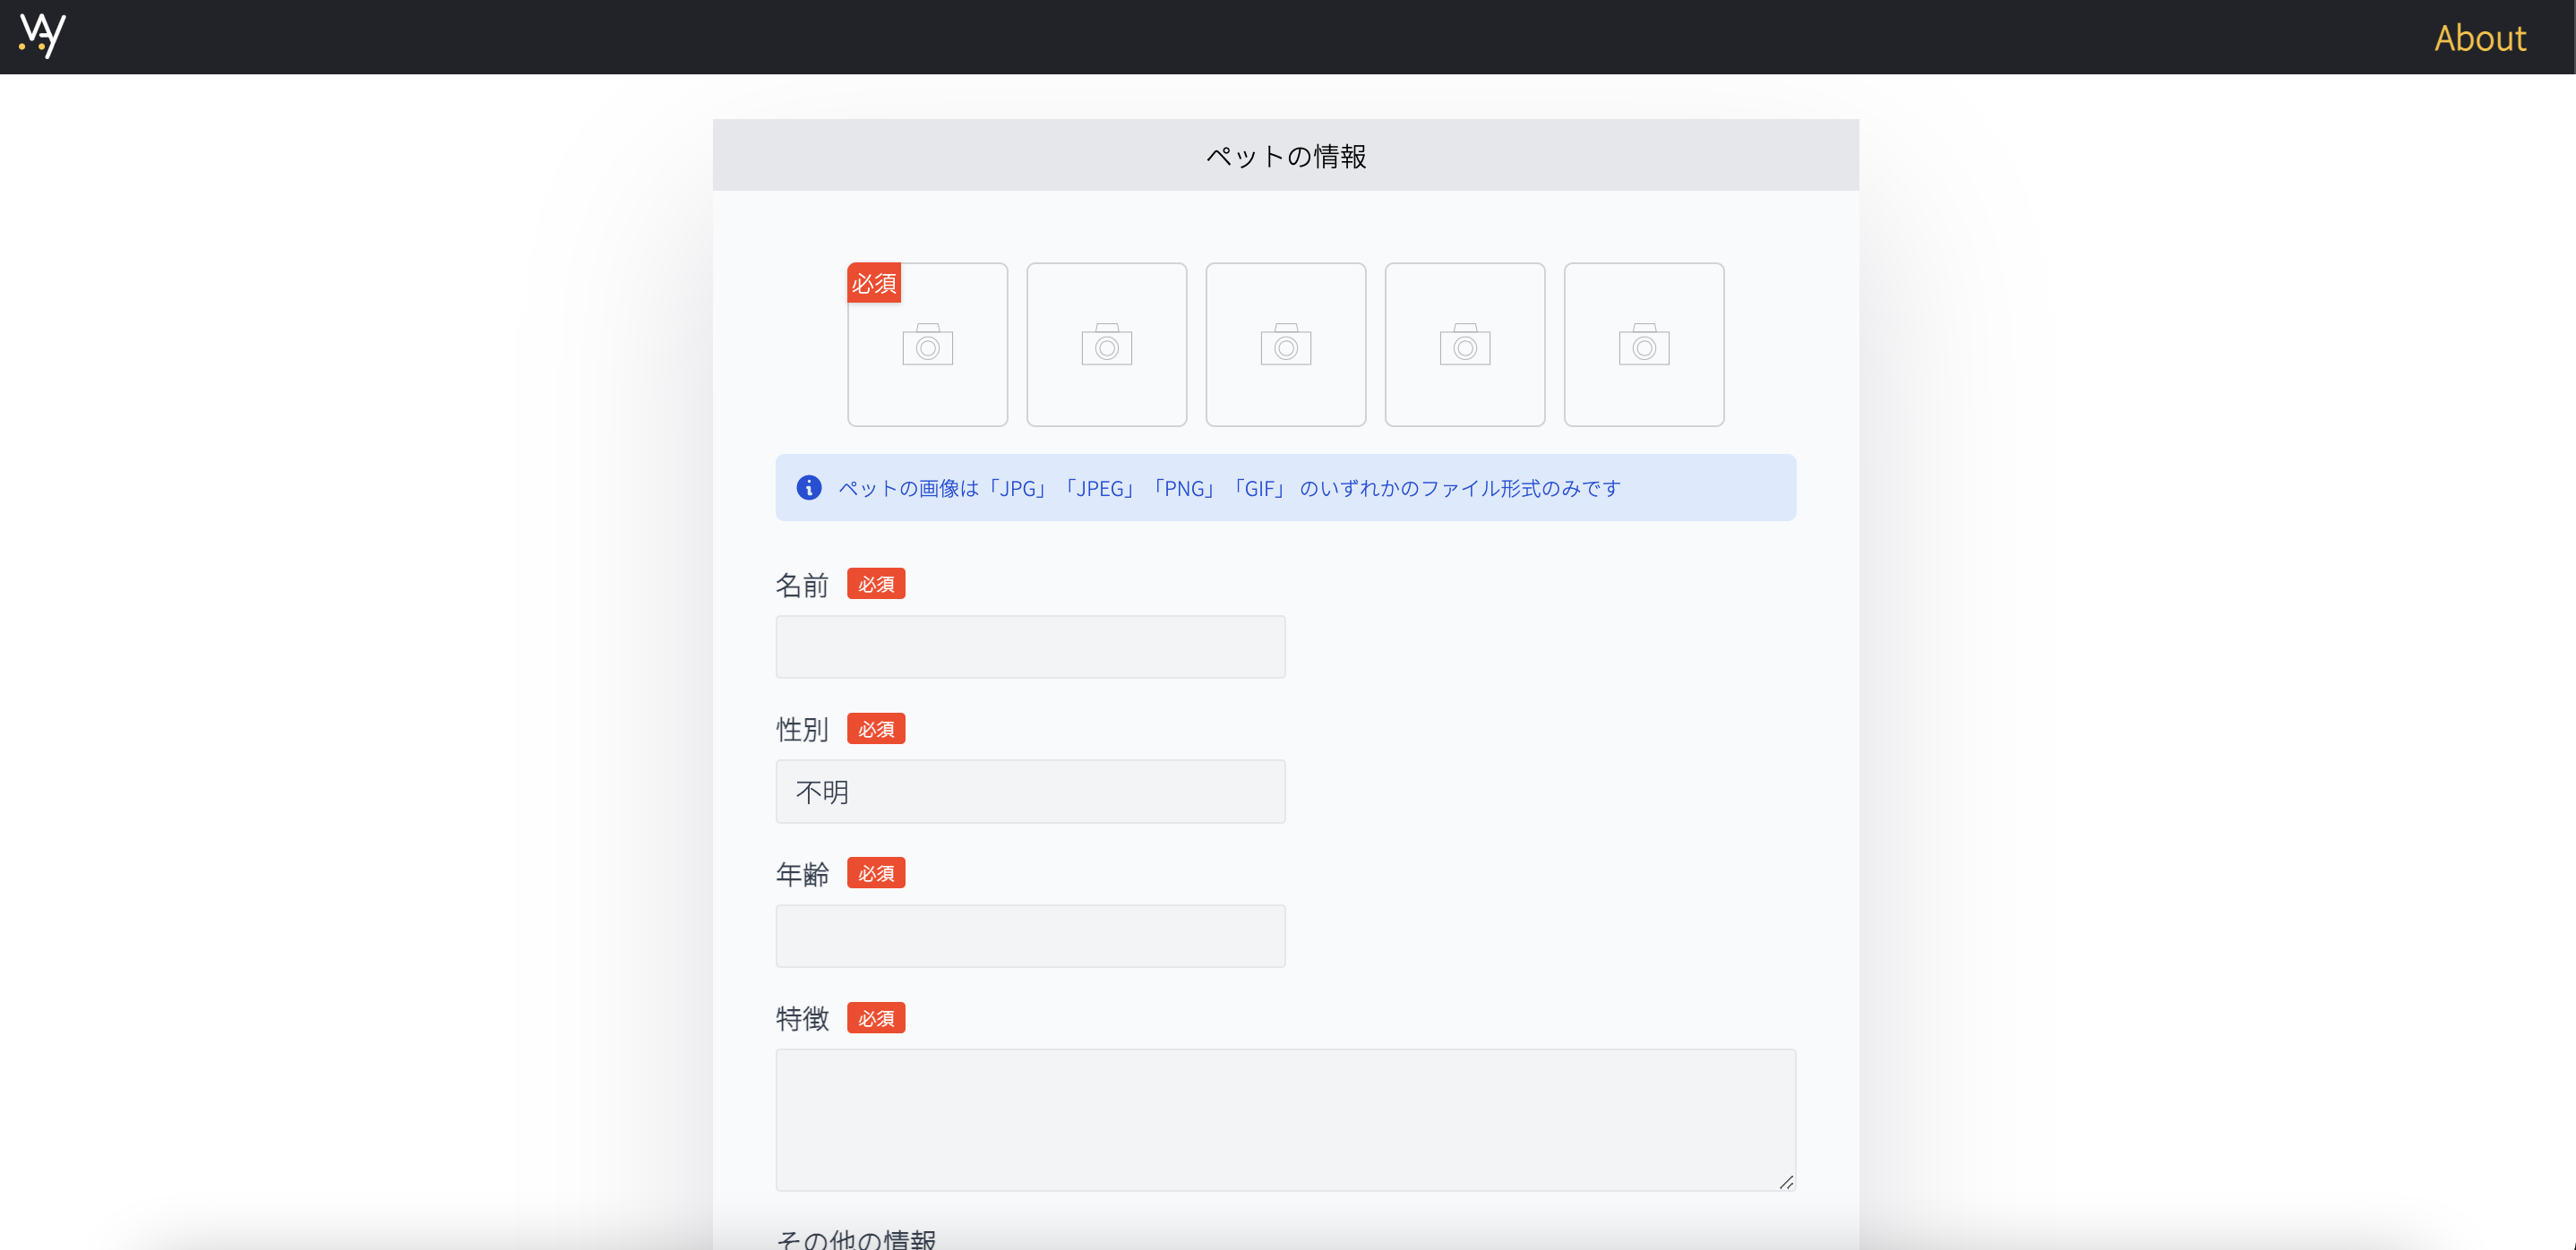 About
ペットの情報
必須
ペットの画像は「JPG」「JPEG」「PNG」「GIF」 のいずれかのファイル形式のみです
名前 必須
性別 必須
不明
年齢 必須
特徴 必須
その他の情報